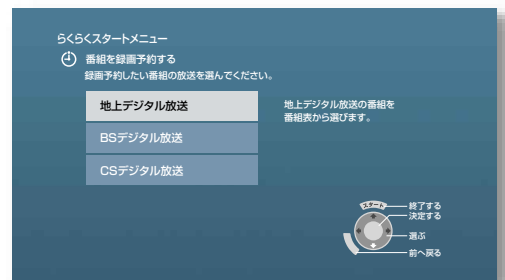 らくらくスタートメニュー
番組を録画予約する
録画予約したい番組の放送を選んでください。
地上デジタル放送
地上デジタル放送の番組を
番組表から選びます。
BSデジタル放送
CSデジタル放送
スタート
終了する
決定する
選ぶ
前へ戻る